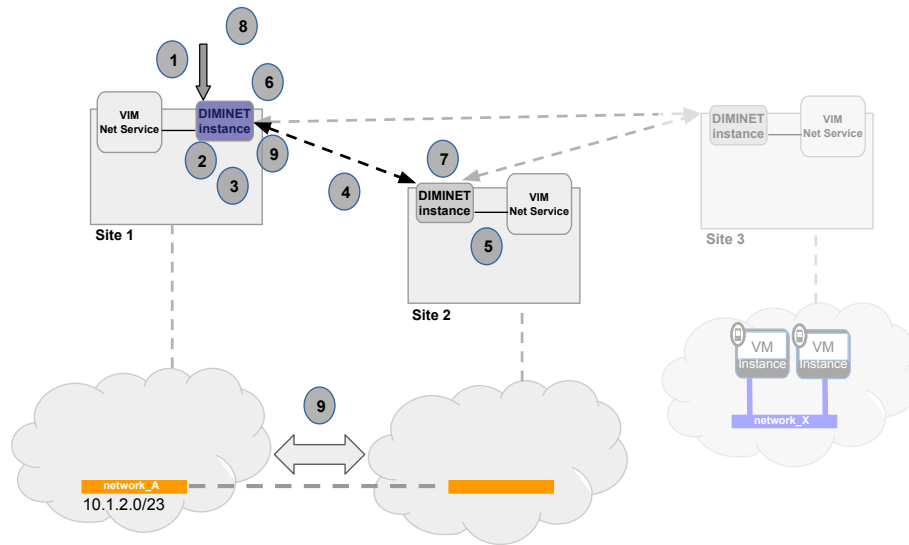 8
1
6
VIM
Net Service
DIMINET
instance
2
9
3
Site 1
7
4
DIMINET
instance
VIM
Net Service
5
Site 2
DIMINET
instance
VIM
Net Service
Site 3
VM
Instance
VM
Instance
network_X
9
network_A
10.1.2.0/23